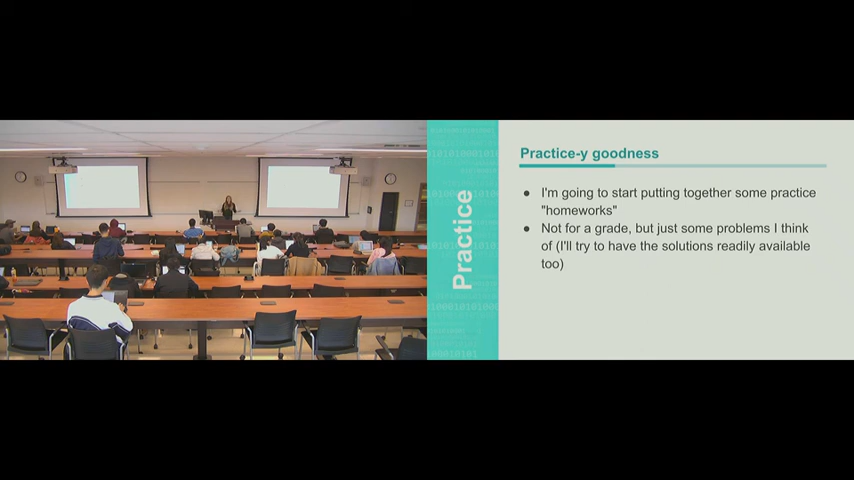 Practice
Practice-y goodness
● I'm going to start putting together some practice
"homeworks"
● Not for a grade, but just some problems I think
of (I'll try to have the solutions readily available
too)